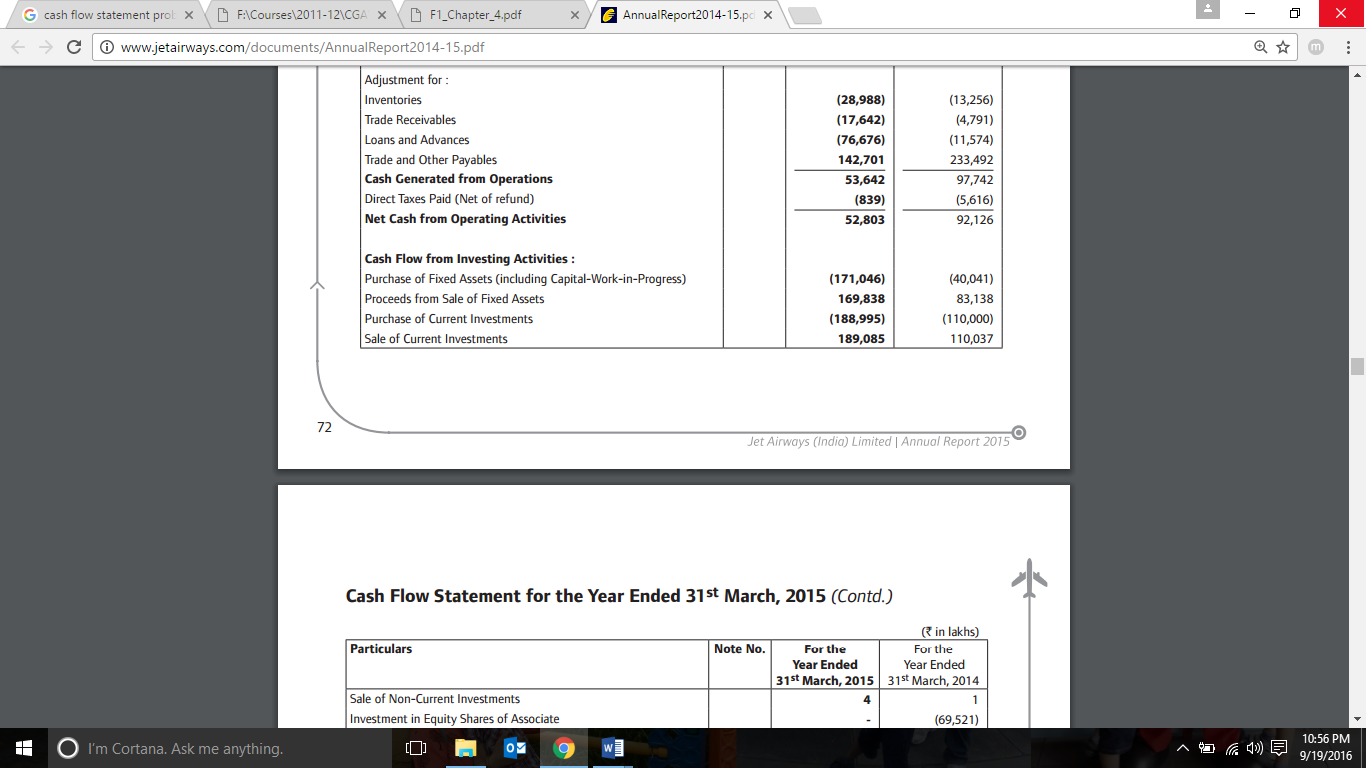 cash flow statement prob
F:\Courses\2011-12\CGA
F1_Chapter_4.pdf
AnnualReport2014-15.pd
www.jetairways.com/documents/AnnualReport2014-15.pdf
m
Adjustment for :
Inventories (28,988) (13,256)
Trade Receivables (17,642) (4,791)
Loans and Advances (76,676) (11,574)
Trade and Other Payables 142,701 233,492
Cash Generated from Operations 53,642 97,742
Direct Taxes Paid (Net of refund) (839) (5,616)
Net Cash from Operating Activities 52,803 92,126
Cash Flow from Investing Activities :
Purchase of Fixed Assets (including Capital-Work-in-Progress) (171,046) (40,041)
Proceeds from Sale of Fixed Assets 169,838 83,138
Purchase of Current Investments (188,995) (110,000)
Sale of Current Investments 189,085 110,037
72
Jet Airways (India) Limited | Annual Report 2015
Cash Flow Statement for the Year Ended 31st March, 2015 (Contd.)
(₹ in lakhs)
Particulars Note No. For the For the
Year Ended Year Ended
31st March, 2015 31st March, 2014
Sale of Non-Current Investments 4 1
Investment in Equity Shares of Associate - (69,521)
I'm Cortana. Ask me anything.
10:56 PM
9/19/2016